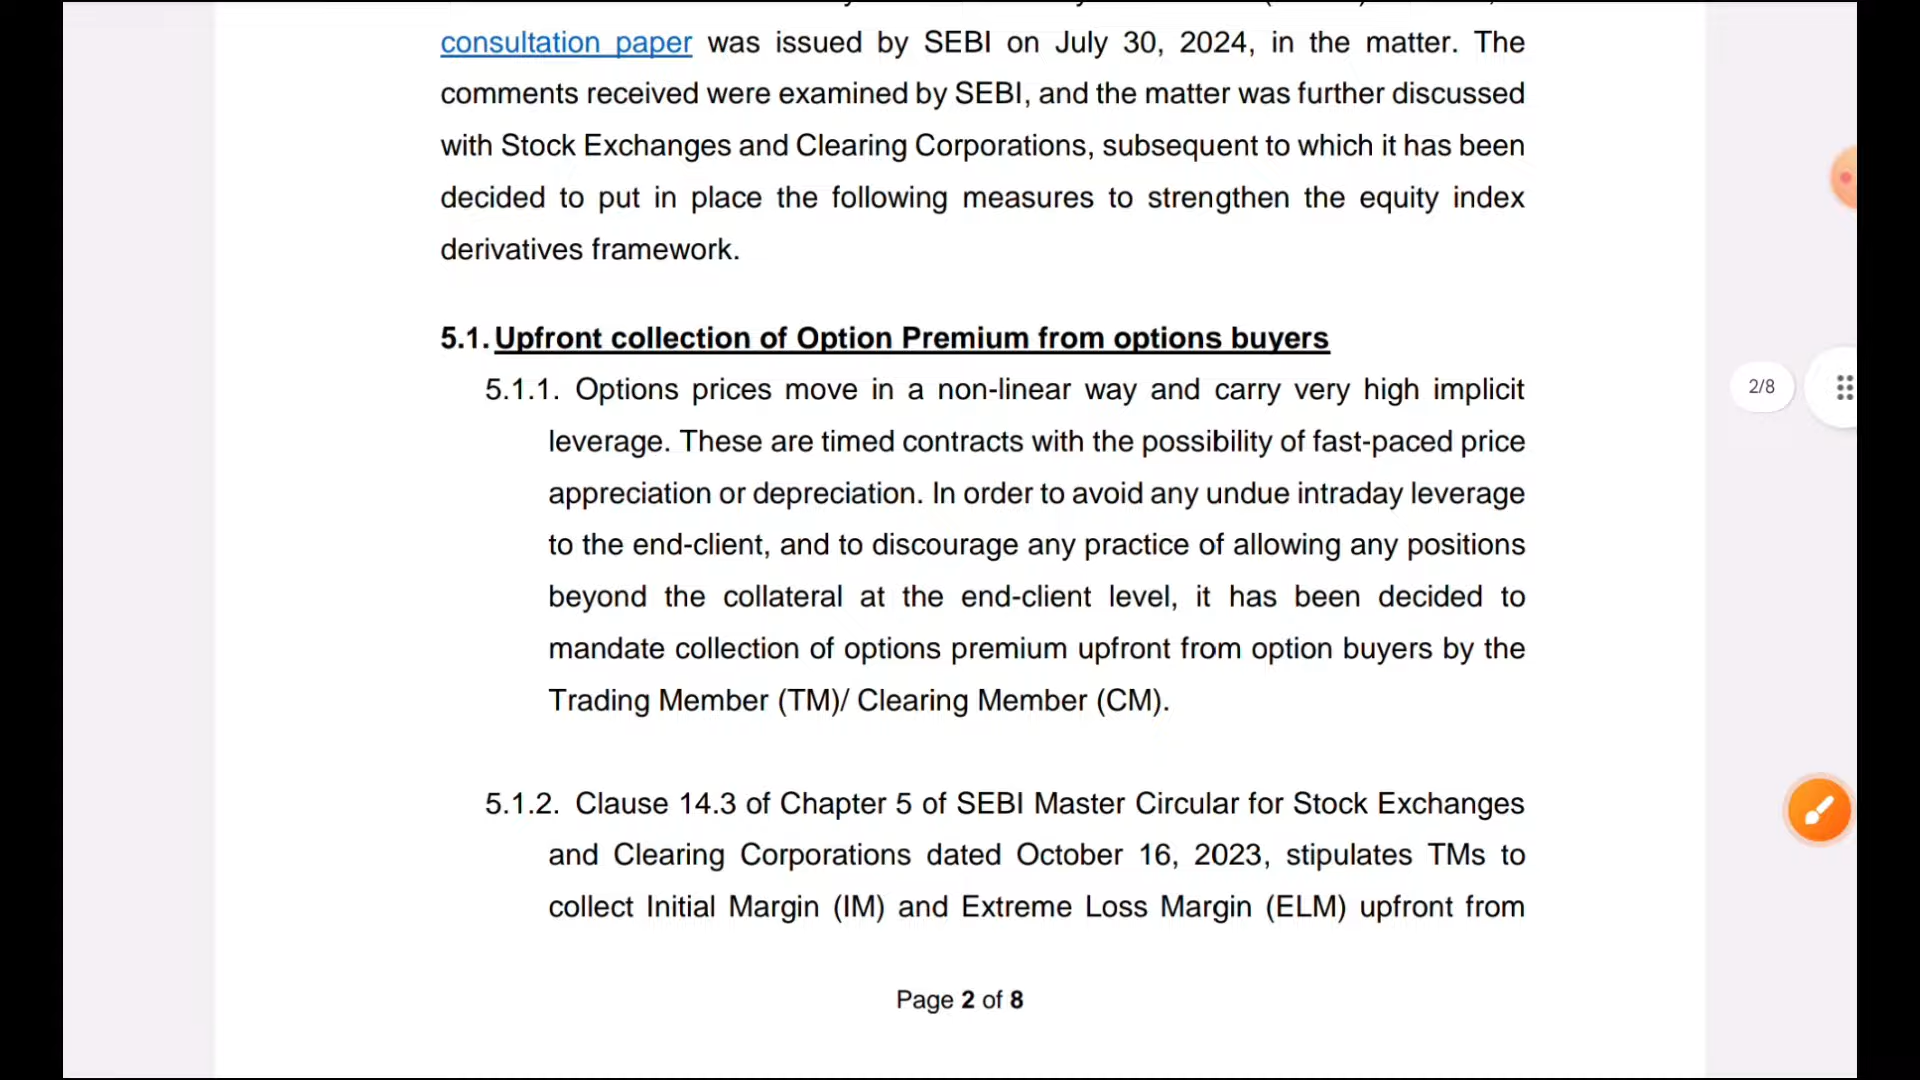 consultation paper was issued by SEBI on July 30, 2024, in the matter. The
comments received were examined by SEBI, and the matter was further discussed
with Stock Exchanges and Clearing Corporations, subsequent to which it has been
decided to put in place the following measures to strengthen the equity index
derivatives framework.
5.1. Upfront collection of Option Premium from options buyers
5.1.1. Options prices move in a non-linear way and carry very high implicit
leverage. These are timed contracts with the possibility of fast-paced price
appreciation or depreciation. In order to avoid any undue intraday leverage
to the end-client, and to discourage any practice of allowing any positions
beyond the collateral at the end-client level, it has been decided to
mandate collection of options premium upfront from option buyers by the
Trading Member (TM)/ Clearing Member (CM).
5.1.2. Clause 14.3 of Chapter 5 of SEBI Master Circular for Stock Exchanges
and Clearing Corporations dated October 16, 2023, stipulates TMs to
collect Initial Margin (IM) and Extreme Loss Margin (ELM) upfront from
Page 2 of 8
2/8